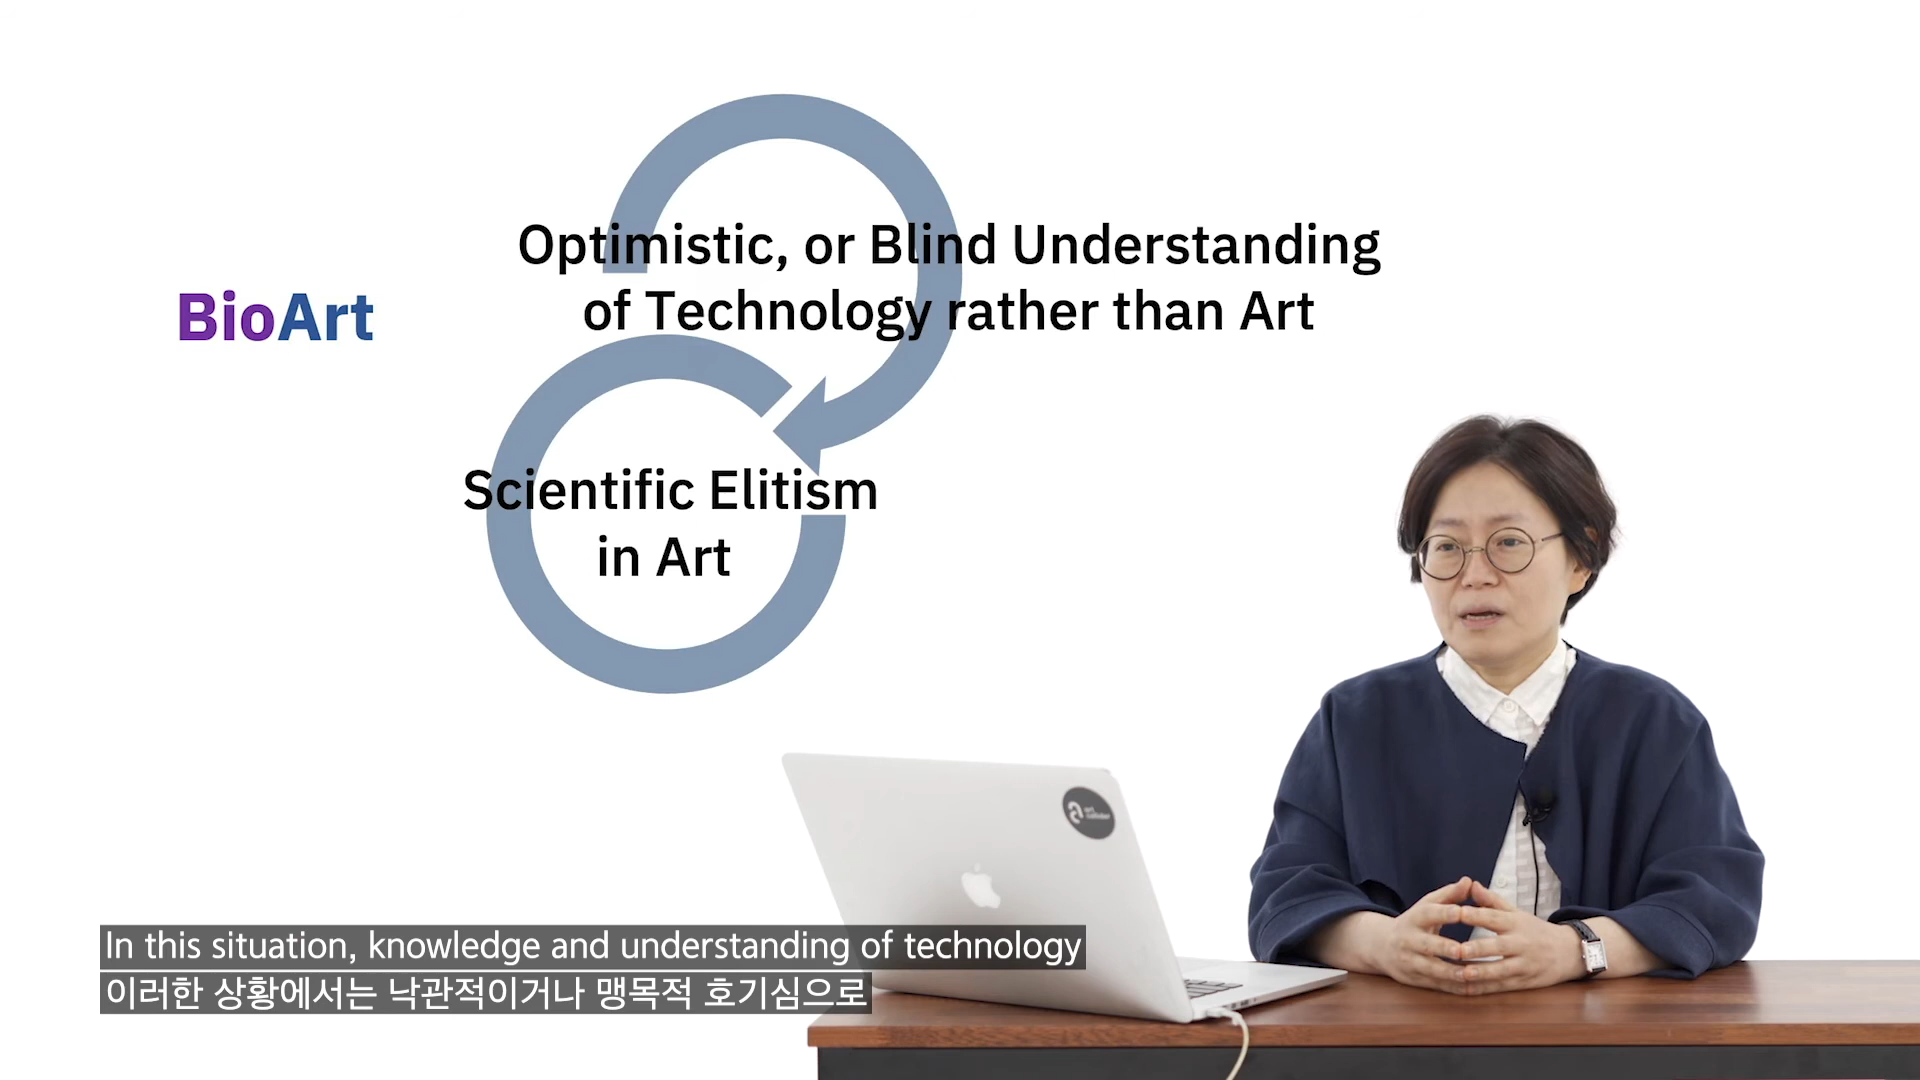 BioArt
Optimistic, or Blind Understanding
of Technology rather than Art
Scientific Elitism
in Art
art
collider
In this situation, knowledge and understanding of technology
이러한 상황에서는 낙관적이거나 맹목적 호기심으로